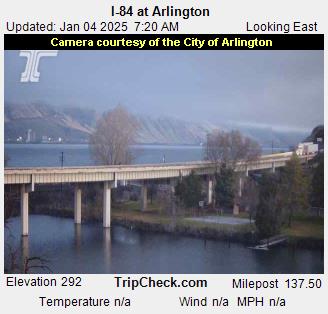 I-84 at Arlington
Updated: Jan 04 2025 7:20 AM Looking East
Camera courtesy of the City of Arlington
Elevation 292 TripCheck.com Milepost 137.50
Temperature n/a Wind n/a MPH n/a